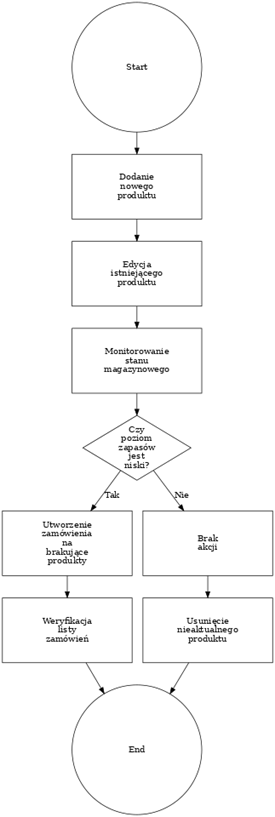 Start
Dodanie
nowego
produktu
Edycja
istniejącego
produktu
Monitorowanie
stanu
magazynowego
Czy
poziom
zapasów
jest
niski?
Tak
Nie
Utworzenie
zamówienia
na
brakujące
produkty
Brak
akcji
Weryfikacja
listy
zamówień
Usunięcie
nieaktualnego
produktu
End